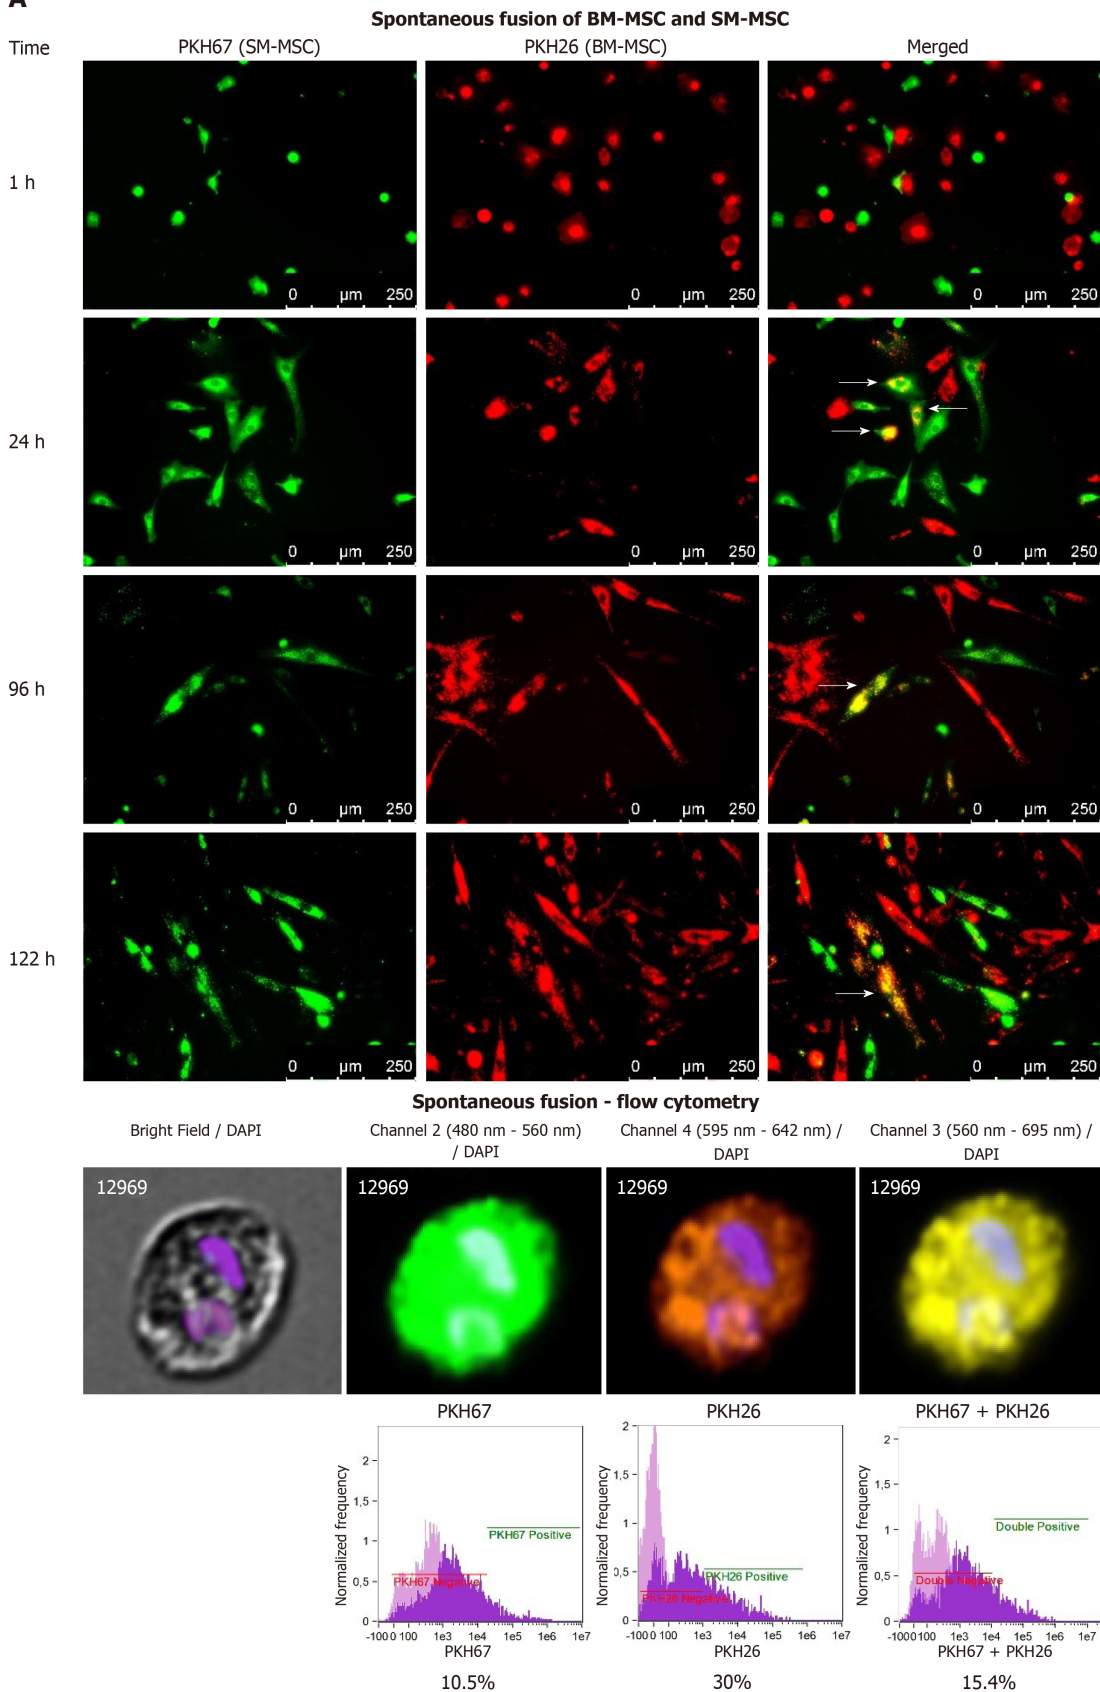 A
Spontaneous fusion of BM-MSC and SM-MSC
Time PKH67 (SM-MSC) PKH26 (BM-MSC) Merged
1 h
0 µm 250 0 µm 250 0 µm 250
24 h
0 µm 250 0 µm 250 0 µm 250
96 h
0 µm 250 0 µm 250 0 µm 250
122 h
0 µm 250 0 µm 250 0 µm 250
Spontaneous fusion - flow cytometry
Bright Field / DAPI
Channel 2 (480 nm - 560 nm)
/ DAPI
Channel 4 (595 nm - 642 nm) /
DAPI
Channel 3 (560 nm - 695 nm) /
DAPI
12969 12969 12969 12969
PKH67
Normalized frequency
2
1,5
1
0,5
0
PKH67 Positive
PKH67 Negative
-100 0 100 1e3 1e4 1e5 1e6 1e7
PKH67
10.5%
PKH26
Normalized frequency
2
1,5
1
0,5
0
PKH26 Positive
PKH26 Negative
-100 0 100 1e3 1e4 1e5 1e6 1e7
PKH26
30%
PKH67 + PKH26
Normalized frequency
2
1,5
1
0,5
0
Double Positive
Double Negative
-1000 100 1e3 1e4 1e5 1e6 1e7
PKH67 + PKH26
15.4%